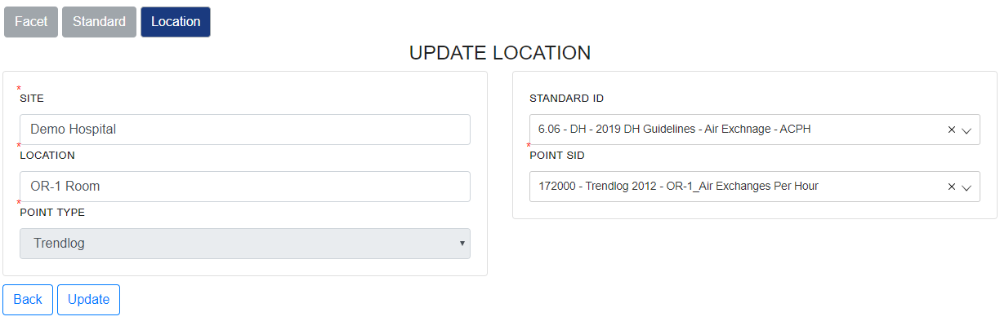 Facet Standard Location
UPDATE LOCATION
*
SITE
Demo Hospital
*
LOCATION
OR-1 Room
*
POINT TYPE
Trendlog
STANDARD ID
6.06 - DH - 2019 DH Guidelines - Air Exchnage - ACPH
*
POINT SID
172000 - Trendlog 2012 - OR-1_Air Exchanges Per Hour
Back Update